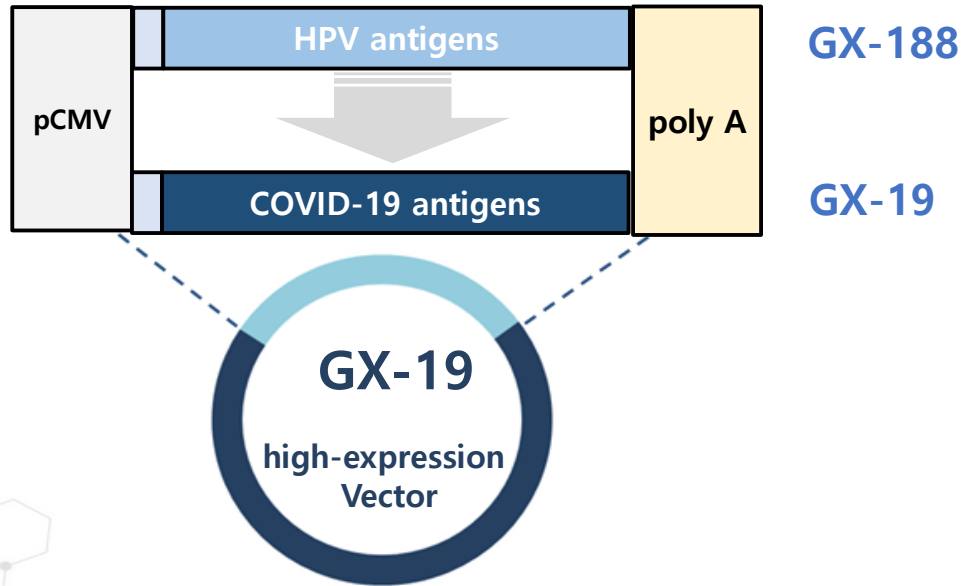 HPV antigens
GX-188
pCMV
poly A
COVID-19 antigens
GX-19
GX-19
high-expression
Vector